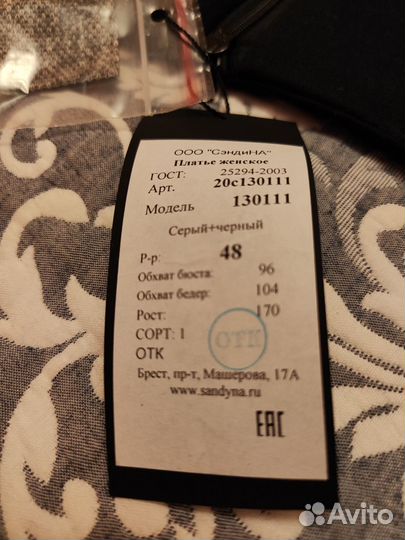 ООО "СэндиНА"
Платье женское
ГОСТ: 25294-2003
Арт. 20с130111
Модель 130111
Серый+черный
Р-р: 48
Обхват бюста: 96
Обхват бедер: 104
Рост: 170
СОРТ: 1
ОТК
ОТК
Брест, пр-т, Машерова, 17А
www.sandyna.ru
ЕАС
Avito